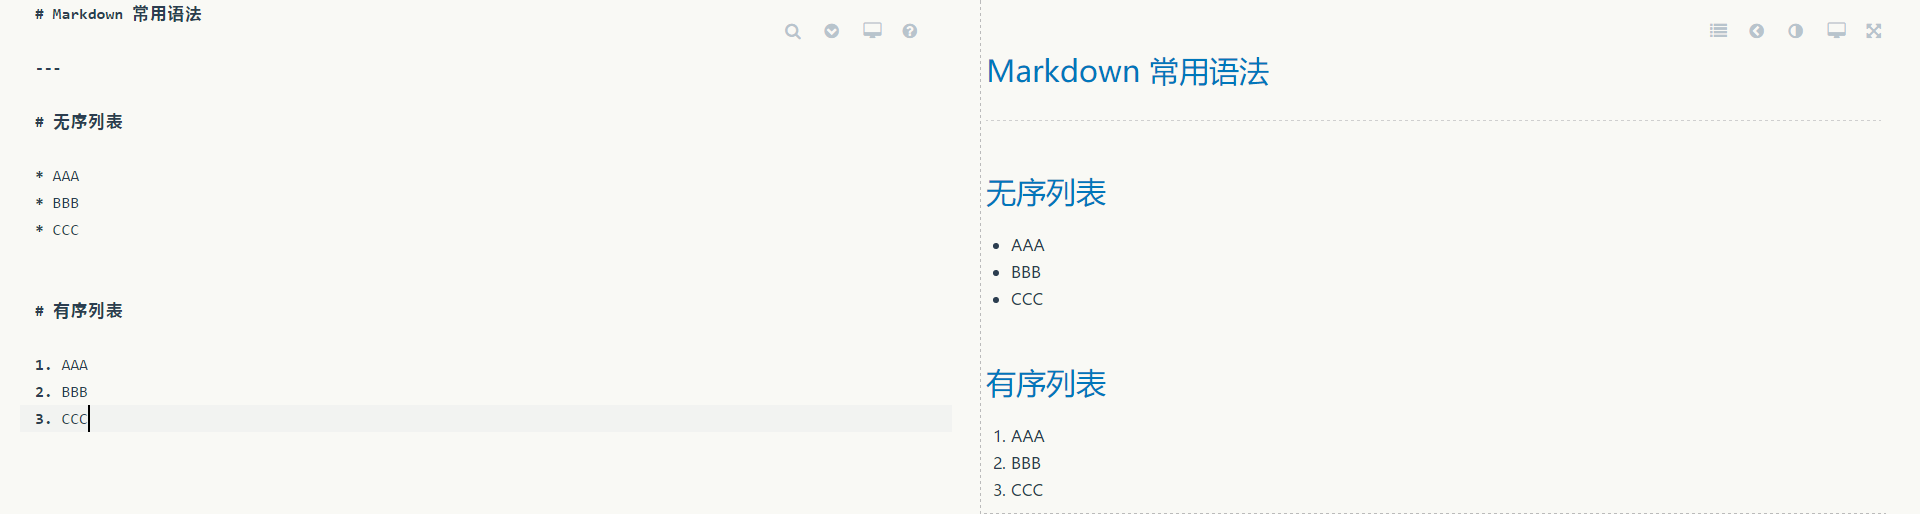 # Markdown 常用语法
---
# 无序列表
* AAA
* BBB
* CCC
# 有序列表
1. AAA
2. BBB
3. CCC
Markdown 常用语法
无序列表
• AAA
• BBB
• CCC
有序列表
1. AAA
2. BBB
3. CCC